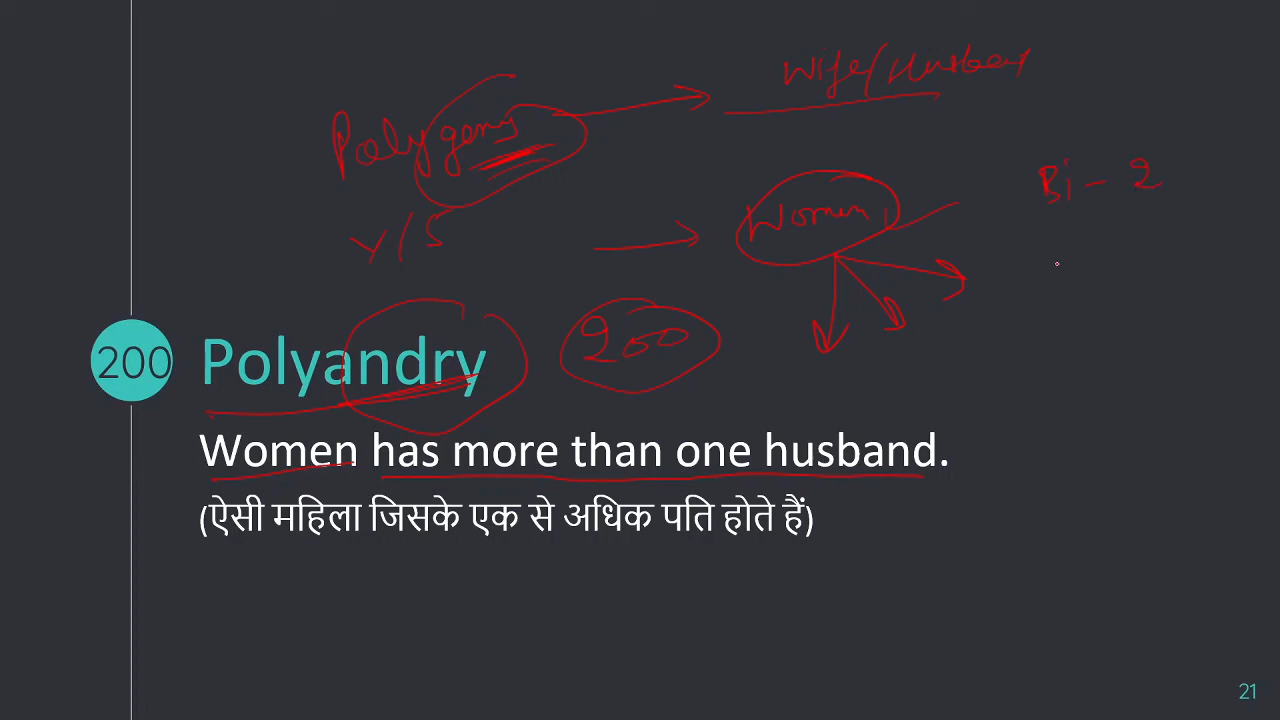 Wife/Husband
Polygamy
Bi - 2
Women
Y/S
200
200 Polyandry
Women has more than one husband.
(ऐसी महिला जिसके एक से अधिक पति होते हैं)
21